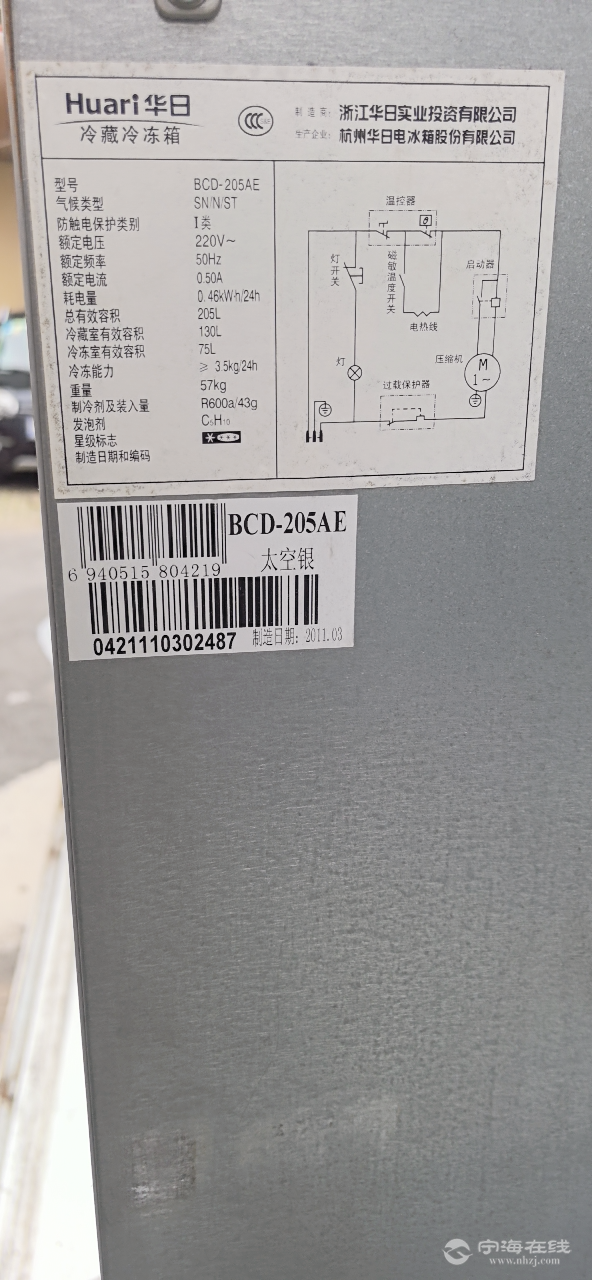 Huari 华日
冷藏冷冻箱
CCC
制造商：浙江华日实业投资有限公司
生产企业：杭州华日电冰箱股份有限公司
型号 BCD-205AE
气候类型 SN/N/ST
防触电保护类别 I类
额定电压 220V～
额定频率 50Hz
额定电流 0.50A
耗电量 0.46kW·h/24h
总有效容积 205L
冷藏室有效容积 130L
冷冻室有效容积 75L
冷冻能力 ≥ 3.5kg/24h
重量 57kg
制冷剂及装入量 R600a/43g
发泡剂 C₅H₁₀
星级标志
制造日期和编码
温控器
灯开关
磁敏温度开关
电热线
启动器
压缩机
M
1～
灯
过载保护器
BCD-205AE
太空银
6 940515 804219
0421110302487
制造日期：2011.03
宁海在线
www.nhzj.com